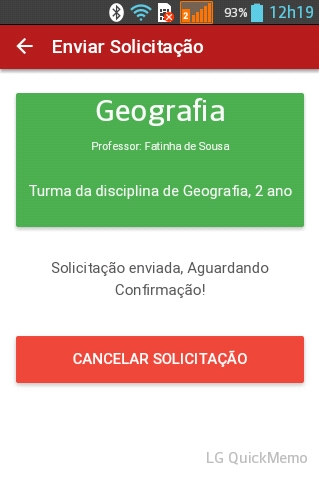 2
93%
12h19
Enviar Solicitação
Geografia
Professor: Fatinha de Sousa
Turma da disciplina de Geografia, 2 ano
Solicitação enviada, Aguardando
Confirmação!
CANCELAR SOLICITAÇÃO
LG QuickMemo